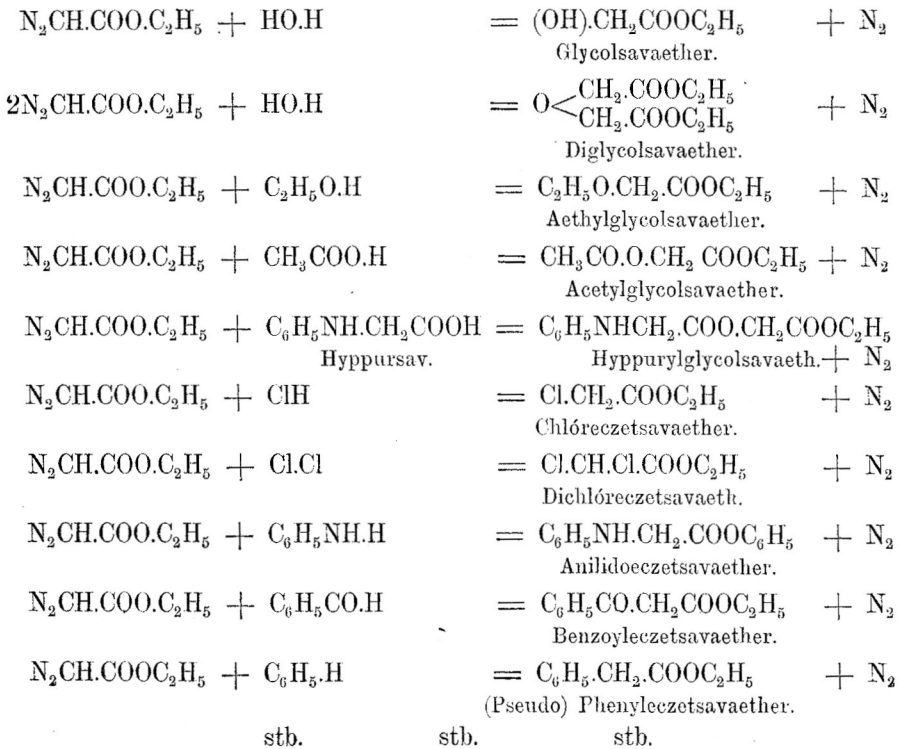 N₂CH.COO.C₂H₅ + HO.H = (OH).CH₂COOC₂H₅ + N₂
Glycolsavaether.
2N₂CH.COO.C₂H₅ + HO.H = O<CH₂.COOC₂H₅ CH₂.COOC₂H₅ + N₂
Diglycolsavaether.
N₂CH.COO.C₂H₅ + C₂H₅O.H = C₂H₅O.CH₂.COOC₂H₅ + N₂
Aethylglycolsavaether.
N₂CH.COO.C₂H₅ + CH₃COO.H = CH₃CO.O.CH₂ COOC₂H₅ + N₂
Acetylglycolsavaether.
N₂CH.COO.C₂H₅ + C₆H₅NH.CH₂COOH = C₆H₅NHCH₂.COO.CH₂COOC₂H₅
Hyppursav. Hyppurylglycolsavaeth. + N₂
N₂CH.COO.C₂H₅ + ClH = Cl.CH₂.COOC₂H₅ + N₂
Chlóreczetsavaether.
N₂CH.COO.C₂H₅ + Cl.Cl = Cl.CH.Cl.COOC₂H₅ + N₂
Dichlóreczetsavaeth.
N₂CH.COO.C₂H₅ + C₆H₅NH.H = C₆H₅NH.CH₂.COOC₆H₅ + N₂
Anilidoeczetsavaether.
N₂CH.COO.C₂H₅ + C₆H₅CO.H = C₆H₅CO.CH₂COOC₂H₅ + N₂
Benzoyleczetsavaether.
N₂CH.COOC₂H₅ + C₆H₅.H = C₆H₅.CH₂.COOC₂H₅ + N₂
(Pseudo) Phenyleczetsavaether.
stb. stb. stb.